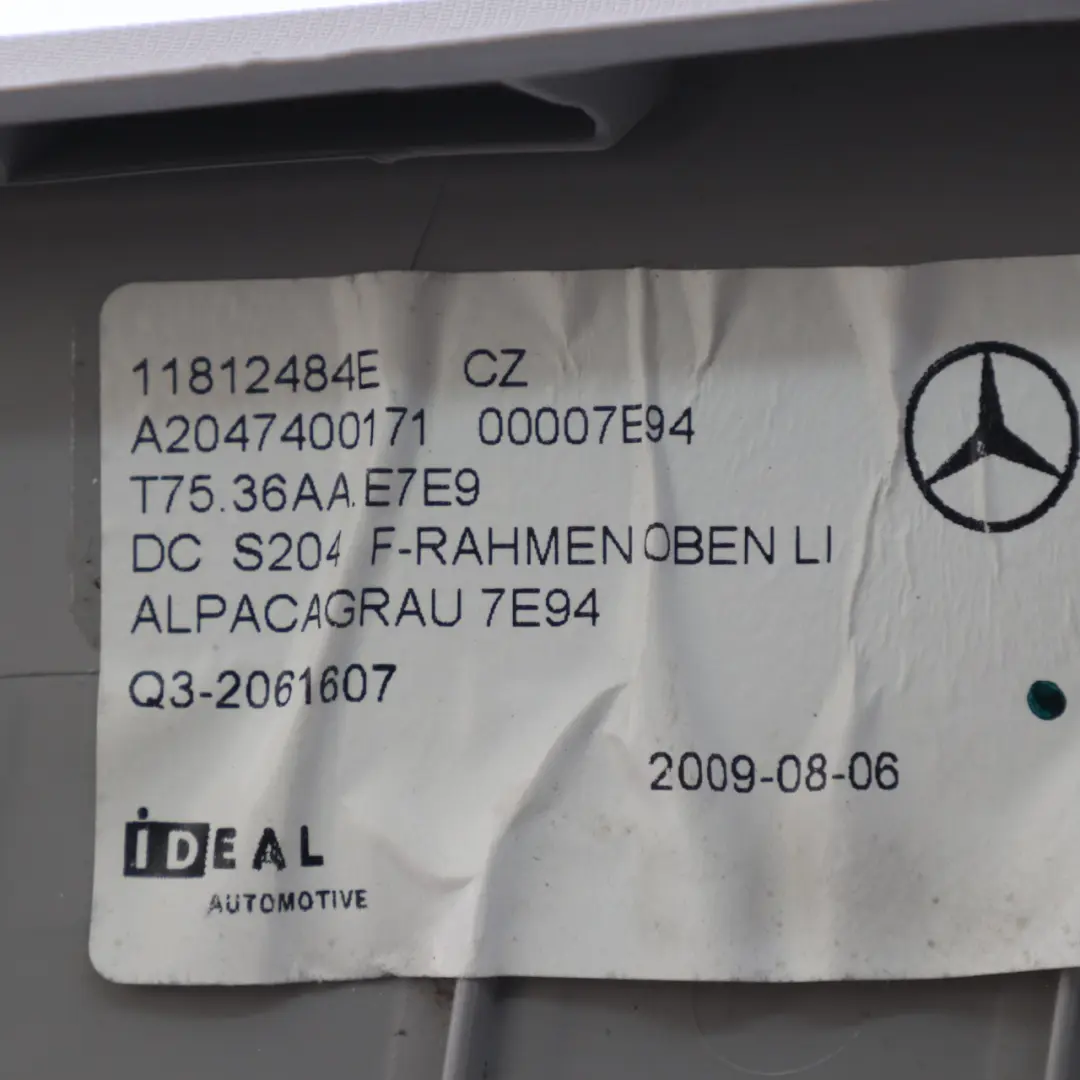 11812484E CZ
A2047400171 00007E94
T75.36AA.E7E9
DC S204 F-RAHMEN OBEN LI
ALPACAGRAU 7E94
Q3-2061607
2009-08-06
iDEAL
AUTOMOTIVE